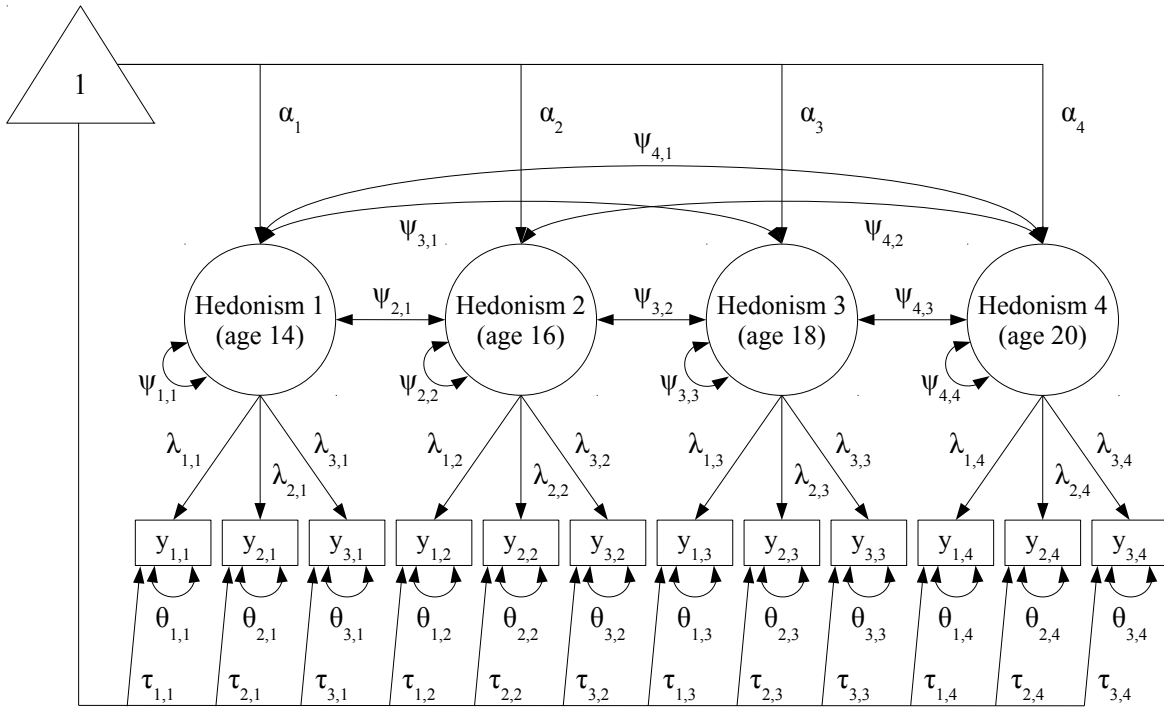 1
α1 α2 α3 α4
ψ4,1
ψ3,1 ψ4,2
Hedonism 1 ψ2,1 Hedonism 2 ψ3,2 Hedonism 3 ψ4,3 Hedonism 4
(age 14) (age 16) (age 18) (age 20)
ψ1,1 ψ2,2 ψ3,3 ψ4,4
λ1,1 λ3,1 λ1,2 λ3,2 λ1,3 λ3,3 λ1,4 λ3,4
λ2,1 λ2,2 λ2,3 λ2,4
y1,1 y2,1 y3,1 y1,2 y2,2 y3,2 y1,3 y2,3 y3,3 y1,4 y2,4 y3,4
θ1,1 θ2,1 θ3,1 θ1,2 θ2,2 θ3,2 θ1,3 θ2,3 θ3,3 θ1,4 θ2,4 θ3,4
τ1,1 τ2,1 τ3,1 τ1,2 τ2,2 τ3,2 τ1,3 τ2,3 τ3,3 τ1,4 τ2,4 τ3,4